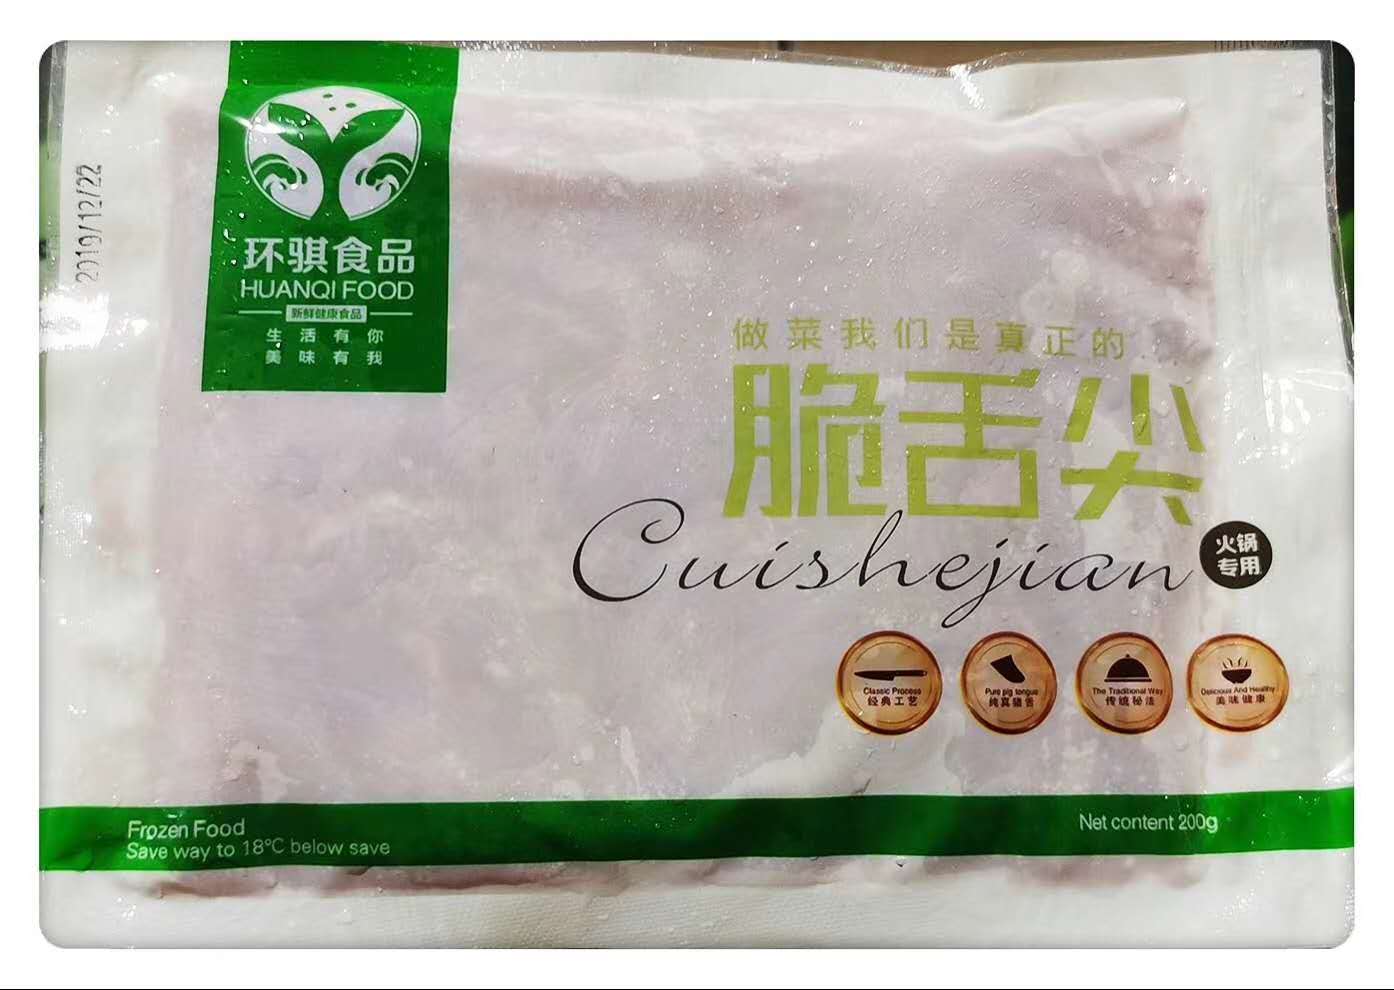 2019/12/22
环骐食品
HUANQI FOOD
新鲜健康食品
生活有你
美味有我
做菜我们是真正的
脆舌尖
Cuishejian
火锅
专用
Classic Process
经典工艺
Pure pig tongue
纯真猪舌
The Traditional Way
传统秘法
Delicious And Healthy
美味健康
Frozen Food
Save way to 18°C below save
Net content 200g